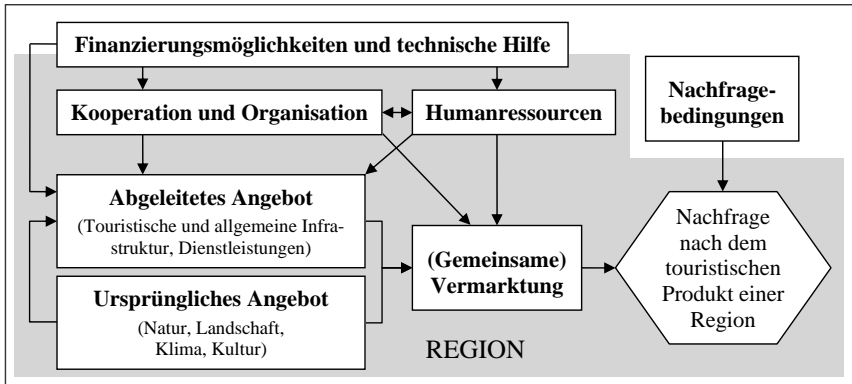 Finanzierungsmöglichkeiten und technische Hilfe
Kooperation und Organisation
Humanressourcen
Nachfrage-
bedingungen
Abgeleitetes Angebot
(Touristische und allgemeine Infra-
struktur, Dienstleistungen)
Ursprüngliches Angebot
(Natur, Landschaft,
Klima, Kultur)
(Gemeinsame)
Vermarktung
Nachfrage
nach dem
touristischen
Produkt einer
Region
REGION